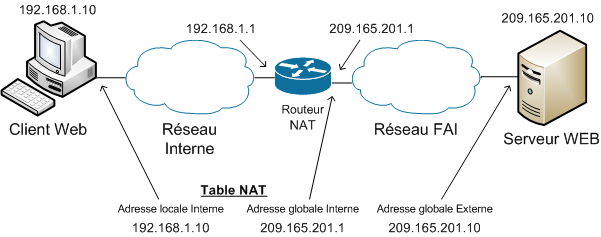 192.168.1.10
192.168.1.1
209.165.201.1
209.165.201.10
Client Web
Réseau
Interne
Routeur
NAT
Réseau FAI
Serveur WEB
Table NAT
Adresse locale Interne
Adresse globale Interne
Adresse globale Externe
192.168.1.10
209.165.201.1
209.165.201.10